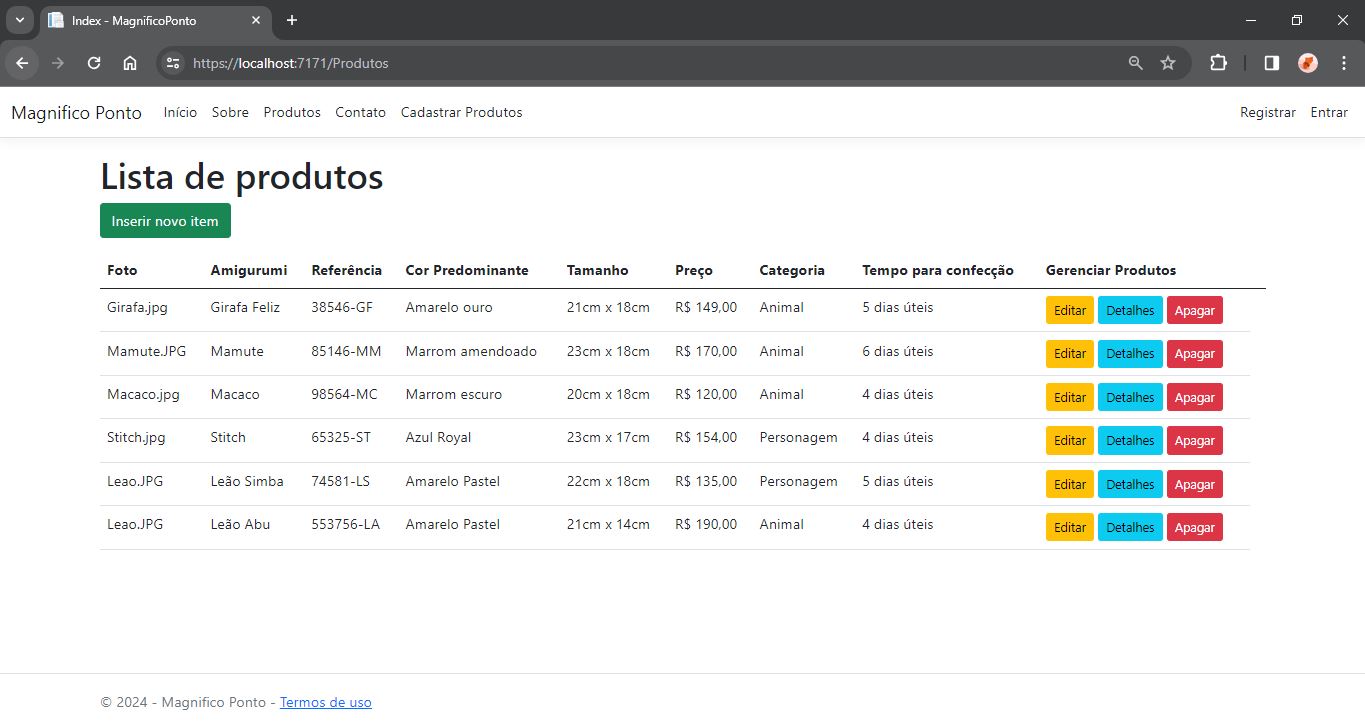 Index - MagnificoPonto
https://localhost:7171/Produtos
Magnifico Ponto Início Sobre Produtos Contato Cadastrar Produtos Registrar Entrar
Lista de produtos
Inserir novo item
Foto Amigurumi Referência Cor Predominante Tamanho Preço Categoria Tempo para confecção Gerenciar Produtos
Girafa.jpg Girafa Feliz 38546-GF Amarelo ouro 21cm x 18cm R$ 149,00 Animal 5 dias úteis Editar Detalhes Apagar
Mamute.JPG Mamute 85146-MM Marrom amendoado 23cm x 18cm R$ 170,00 Animal 6 dias úteis Editar Detalhes Apagar
Macaco.jpg Macaco 98564-MC Marrom escuro 20cm x 18cm R$ 120,00 Animal 4 dias úteis Editar Detalhes Apagar
Stitch.jpg Stitch 65325-ST Azul Royal 23cm x 17cm R$ 154,00 Personagem 4 dias úteis Editar Detalhes Apagar
Leao.JPG Leão Simba 74581-LS Amarelo Pastel 22cm x 18cm R$ 135,00 Personagem 5 dias úteis Editar Detalhes Apagar
Leao.JPG Leão Abu 553756-LA Amarelo Pastel 21cm x 14cm R$ 190,00 Animal 4 dias úteis Editar Detalhes Apagar
© 2024 - Magnifico Ponto - Termos de uso